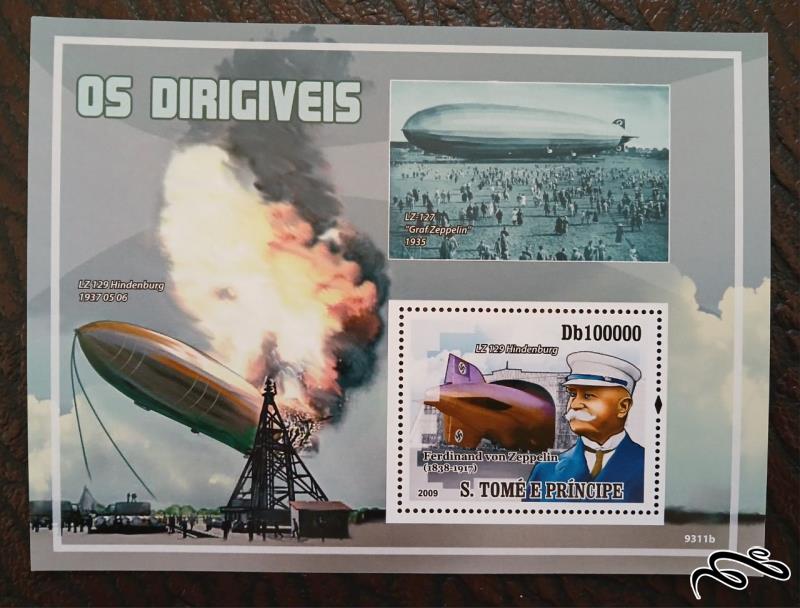 OS DIRIGIVEIS
LZ-127
"Graf Zeppelin"
1935
LZ 129 Hindenburg
1937 05 06
Db100000
LZ 129 Hindenburg
Ferdinand von Zeppelin
(1838-1917)
2009
S. TOMÉ E PRÍNCIPE
9311b